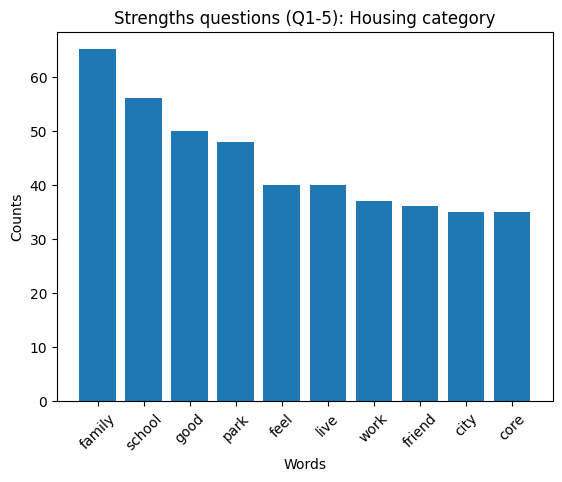 Strengths questions (Q1-5): Housing category
60
50
40
30
20
10
0
Counts
family school good park feel live work friend city core
Words